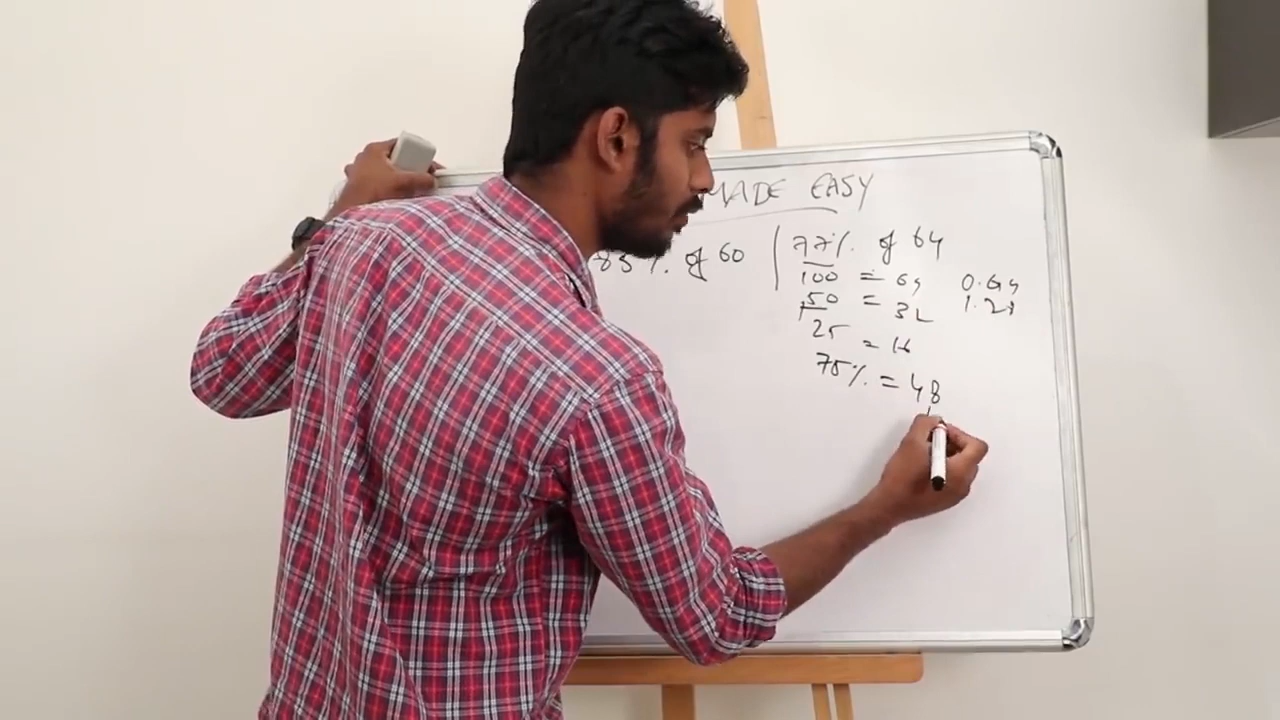 MADE EASY
85% of 60
77% of 64
100 = 64
50 = 32
25 = 16
75% = 48
0.64
1.28